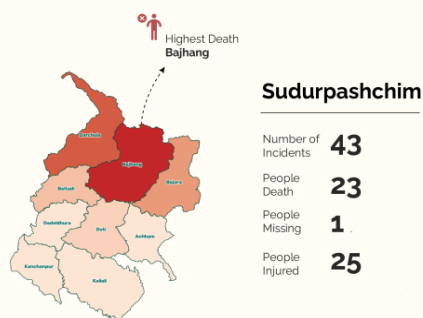 Highest Death
Bajhang
Darchula
Bajhang
Bajura
Baitadi
Dadeldhura
Doti
Achham
Kanchanpur
Kailali
Sudurpashchim
Number of
Incidents
43
People
Death
23
People
Missing
1
People
Injured
25